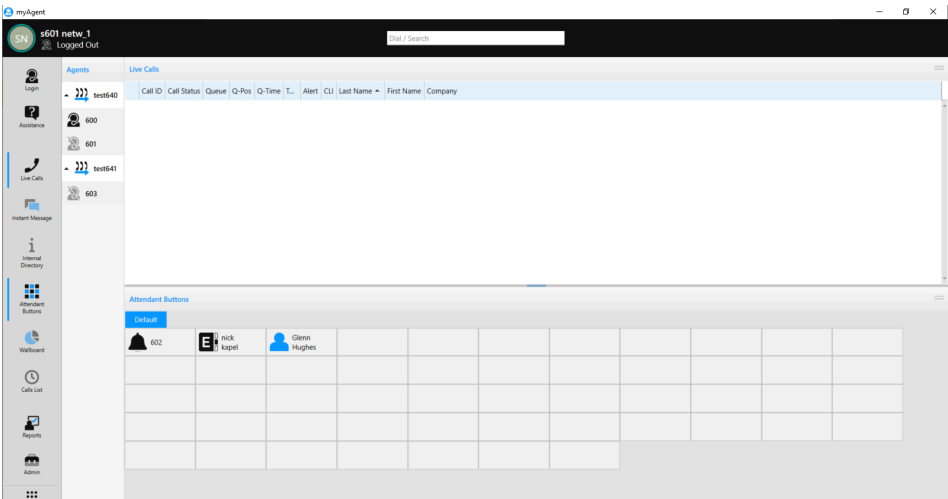 myAgent
SN
s601 netw_1
Logged Out
Dial / Search
Login
Assistance
Live Calls
Instant Message
Internal
Directory
Attendant
Buttons
Wallboard
Calls List
Reports
Admin
Agents
test640
600
601
test641
603
Live Calls
Call ID Call Status Queue Q-Pos Q-Time T... Alert CLI Last Name First Name Company
Attendant Buttons
Default
602
E
nick
kapel
Glenn
Hughes